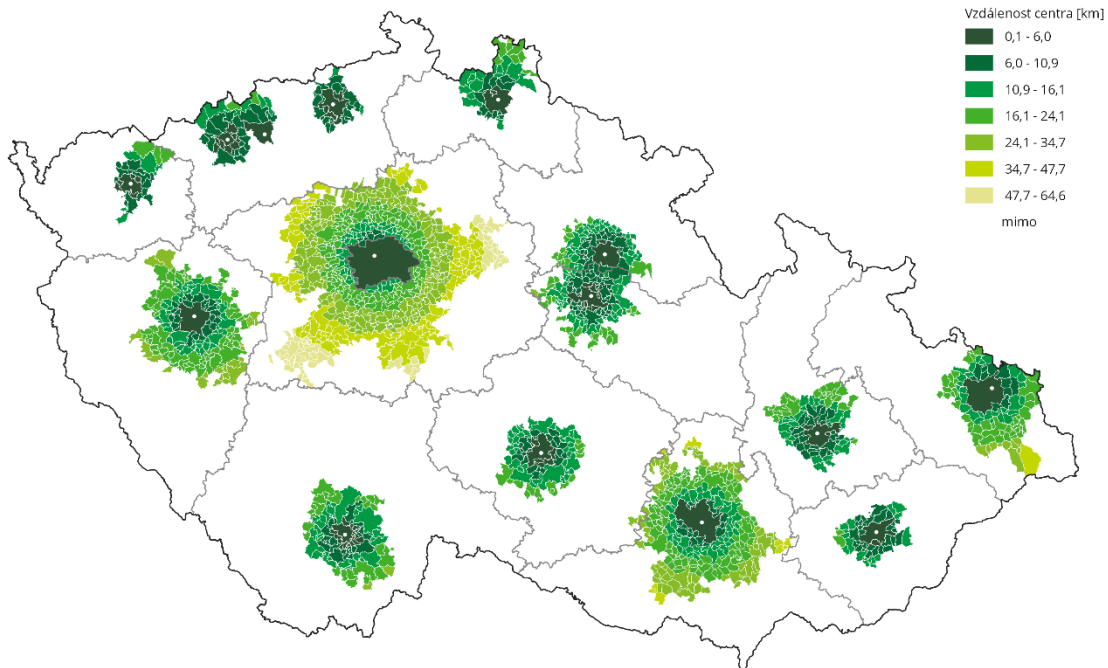 Vzdálenost centra [km]
0,1 - 6,0
6,0 - 10,9
10,9 - 16,1
16,1 - 24,1
24,1 - 34,7
34,7 - 47,7
47,7 - 64,6
mimo